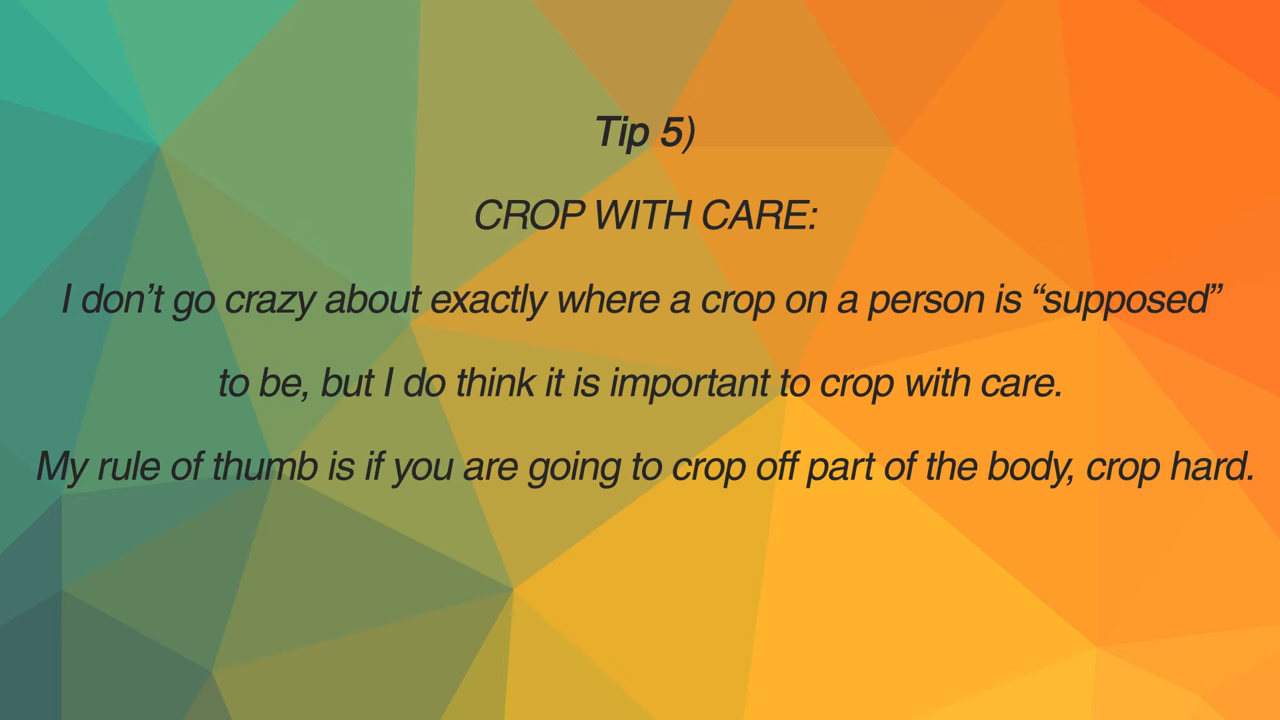 Tip 5)
CROP WITH CARE:
I don’t go crazy about exactly where a crop on a person is “supposed”
to be, but I do think it is important to crop with care.
My rule of thumb is if you are going to crop off part of the body, crop hard.